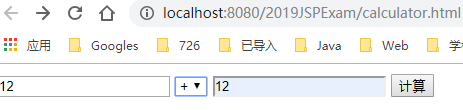 localhost:8080/2019JSPExam/calculator.html
应用 Googles 726 已导入 Java Web
12 + 12 计算